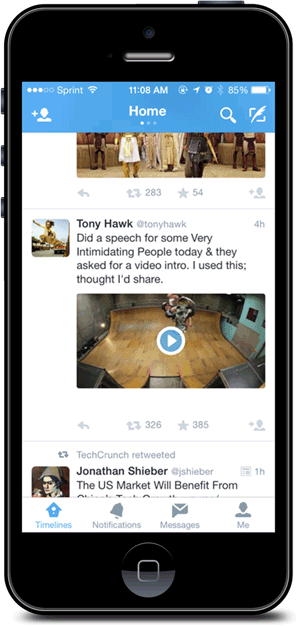 Sprint 11:08 AM 85%
Home
283 54
Tony Hawk @tonyhawk 4h
Did a speech for some Very
Intimidating People today & they
asked for a video intro. I used this;
thought I'd share.
326 385
TechCrunch retweeted
Jonathan Shieber @jshieber 1h
The US Market Will Benefit From
Timelines Notifications Messages Me